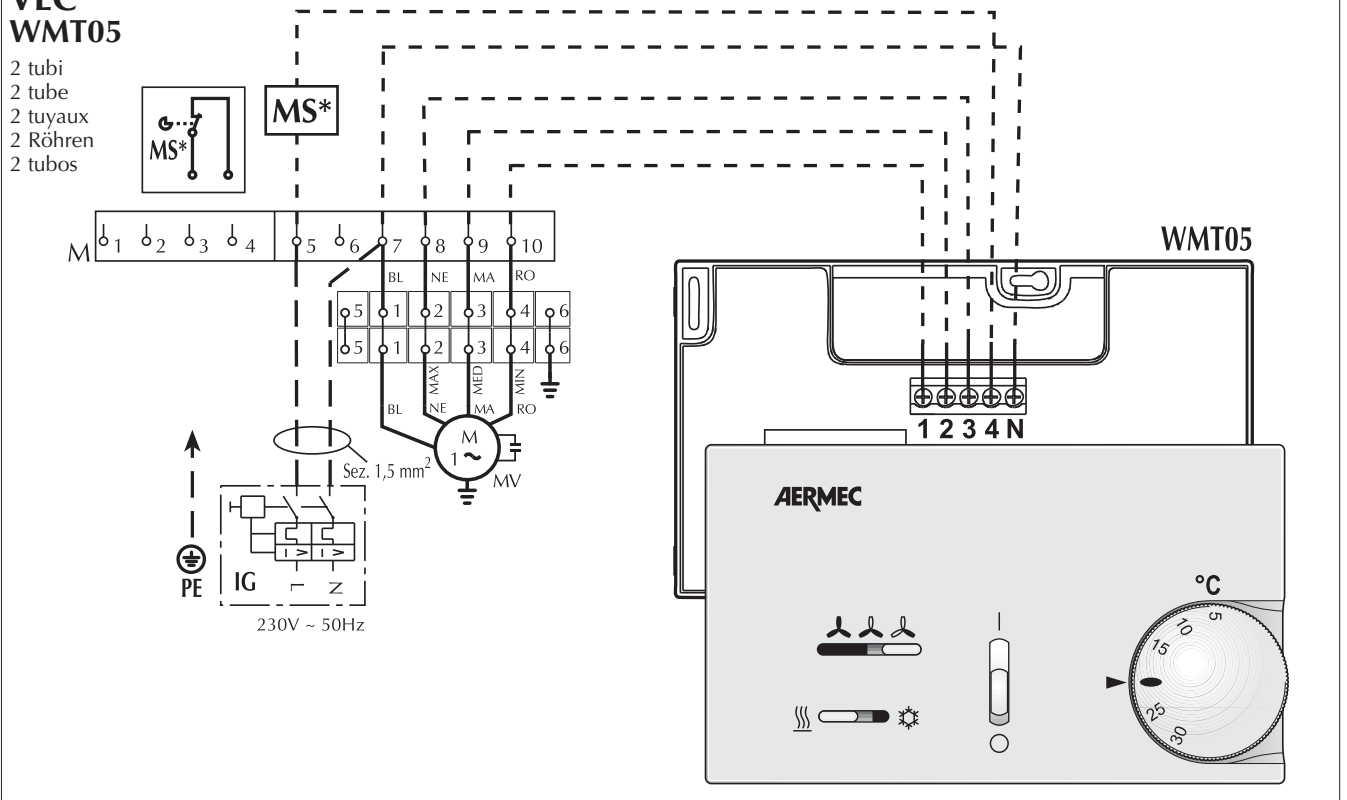 VEC
WMT05
2 tubi
2 tube
2 tuyaux
2 Röhren
2 tubos
MS*
MS*
M 1 2 3 4 5 6 7 8 9 10
BL NE MA RO
5 1 2 3 4 6
5 1 2 3 4 6
MAX MED MIN
BL NE MA RO
M
1 ~
MV
Sez. 1,5 mm²
PE
IG
I > I >
L N
230V ~ 50Hz
WMT05
1 2 3 4 N
AERMEC
°C
5
10
15
25
30